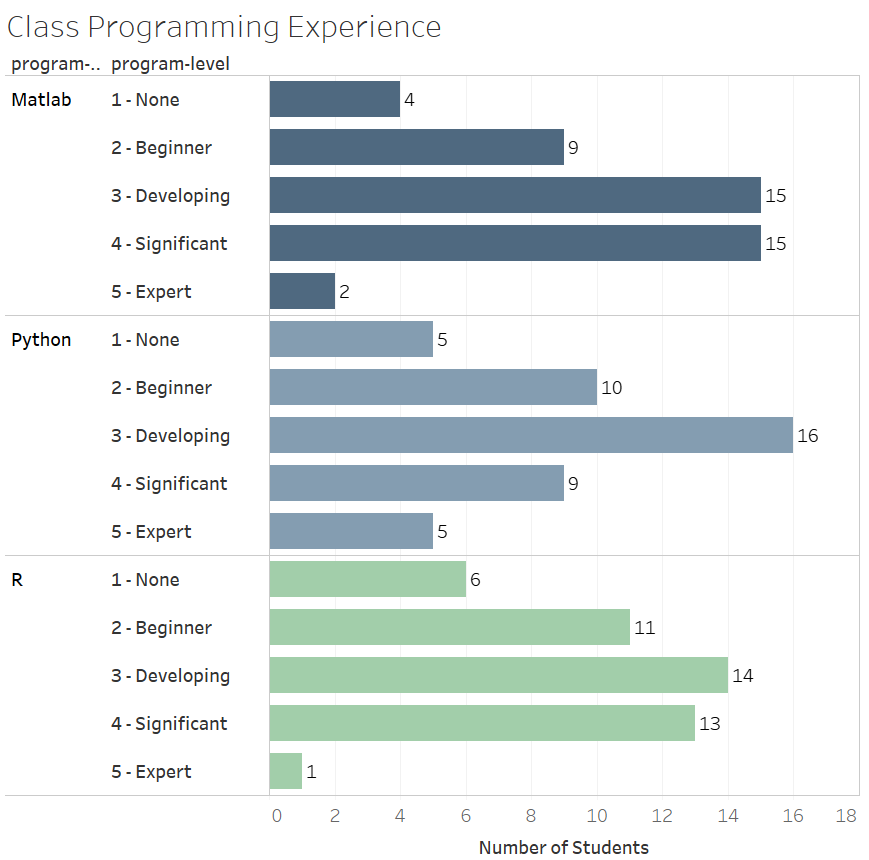 Class Programming Experience
program-.. program-level
Matlab 1 - None 4
2 - Beginner 9
3 - Developing 15
4 - Significant 15
5 - Expert 2
Python 1 - None 5
2 - Beginner 10
3 - Developing 16
4 - Significant 9
5 - Expert 5
R 1 - None 6
2 - Beginner 11
3 - Developing 14
4 - Significant 13
5 - Expert 1
0 2 4 6 8 10 12 14 16 18
Number of Students